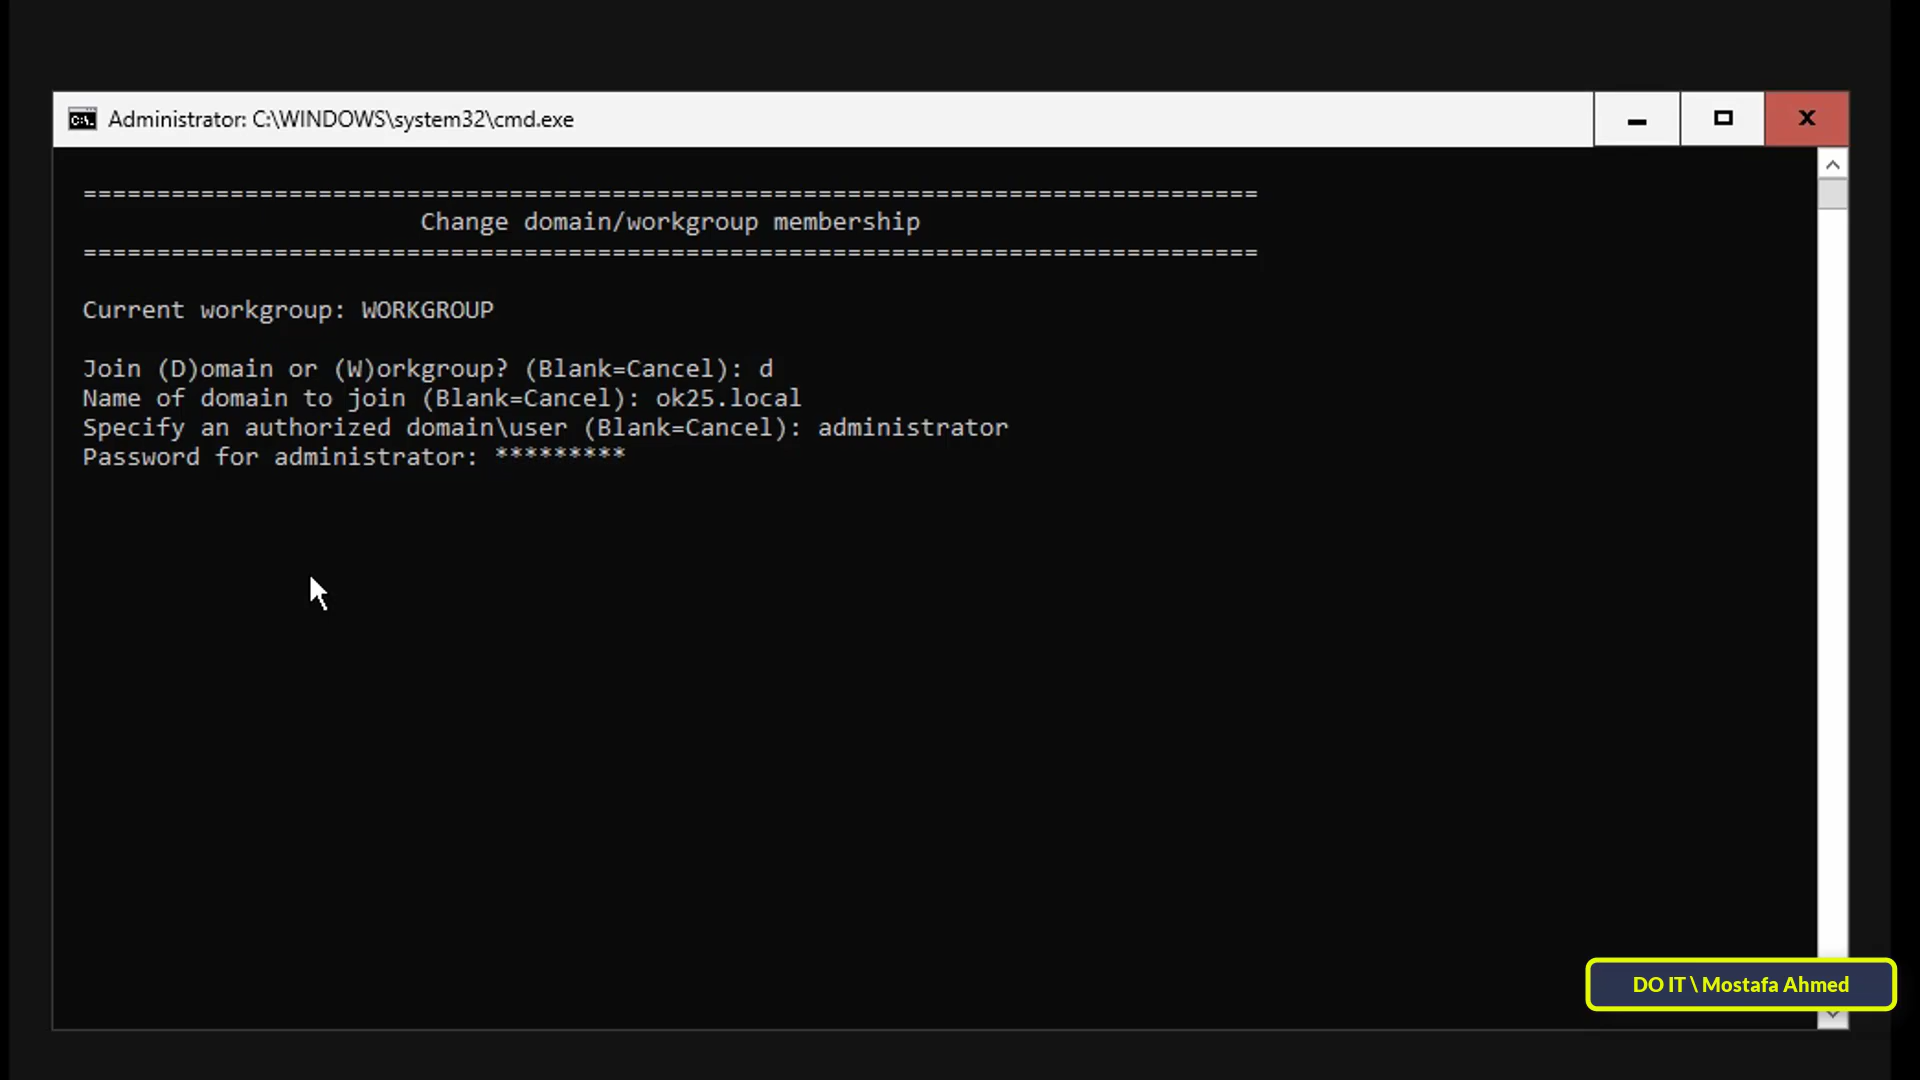 Administrator: C:\WINDOWS\system32\cmd.exe
================================================================================
Change domain/workgroup membership
================================================================================
Current workgroup: WORKGROUP
Join (D)omain or (W)orkgroup? (Blank=Cancel): d
Name of domain to join (Blank=Cancel): ok25.local
Specify an authorized domain\user (Blank=Cancel): administrator
Password for administrator: *********
DO IT \ Mostafa Ahmed